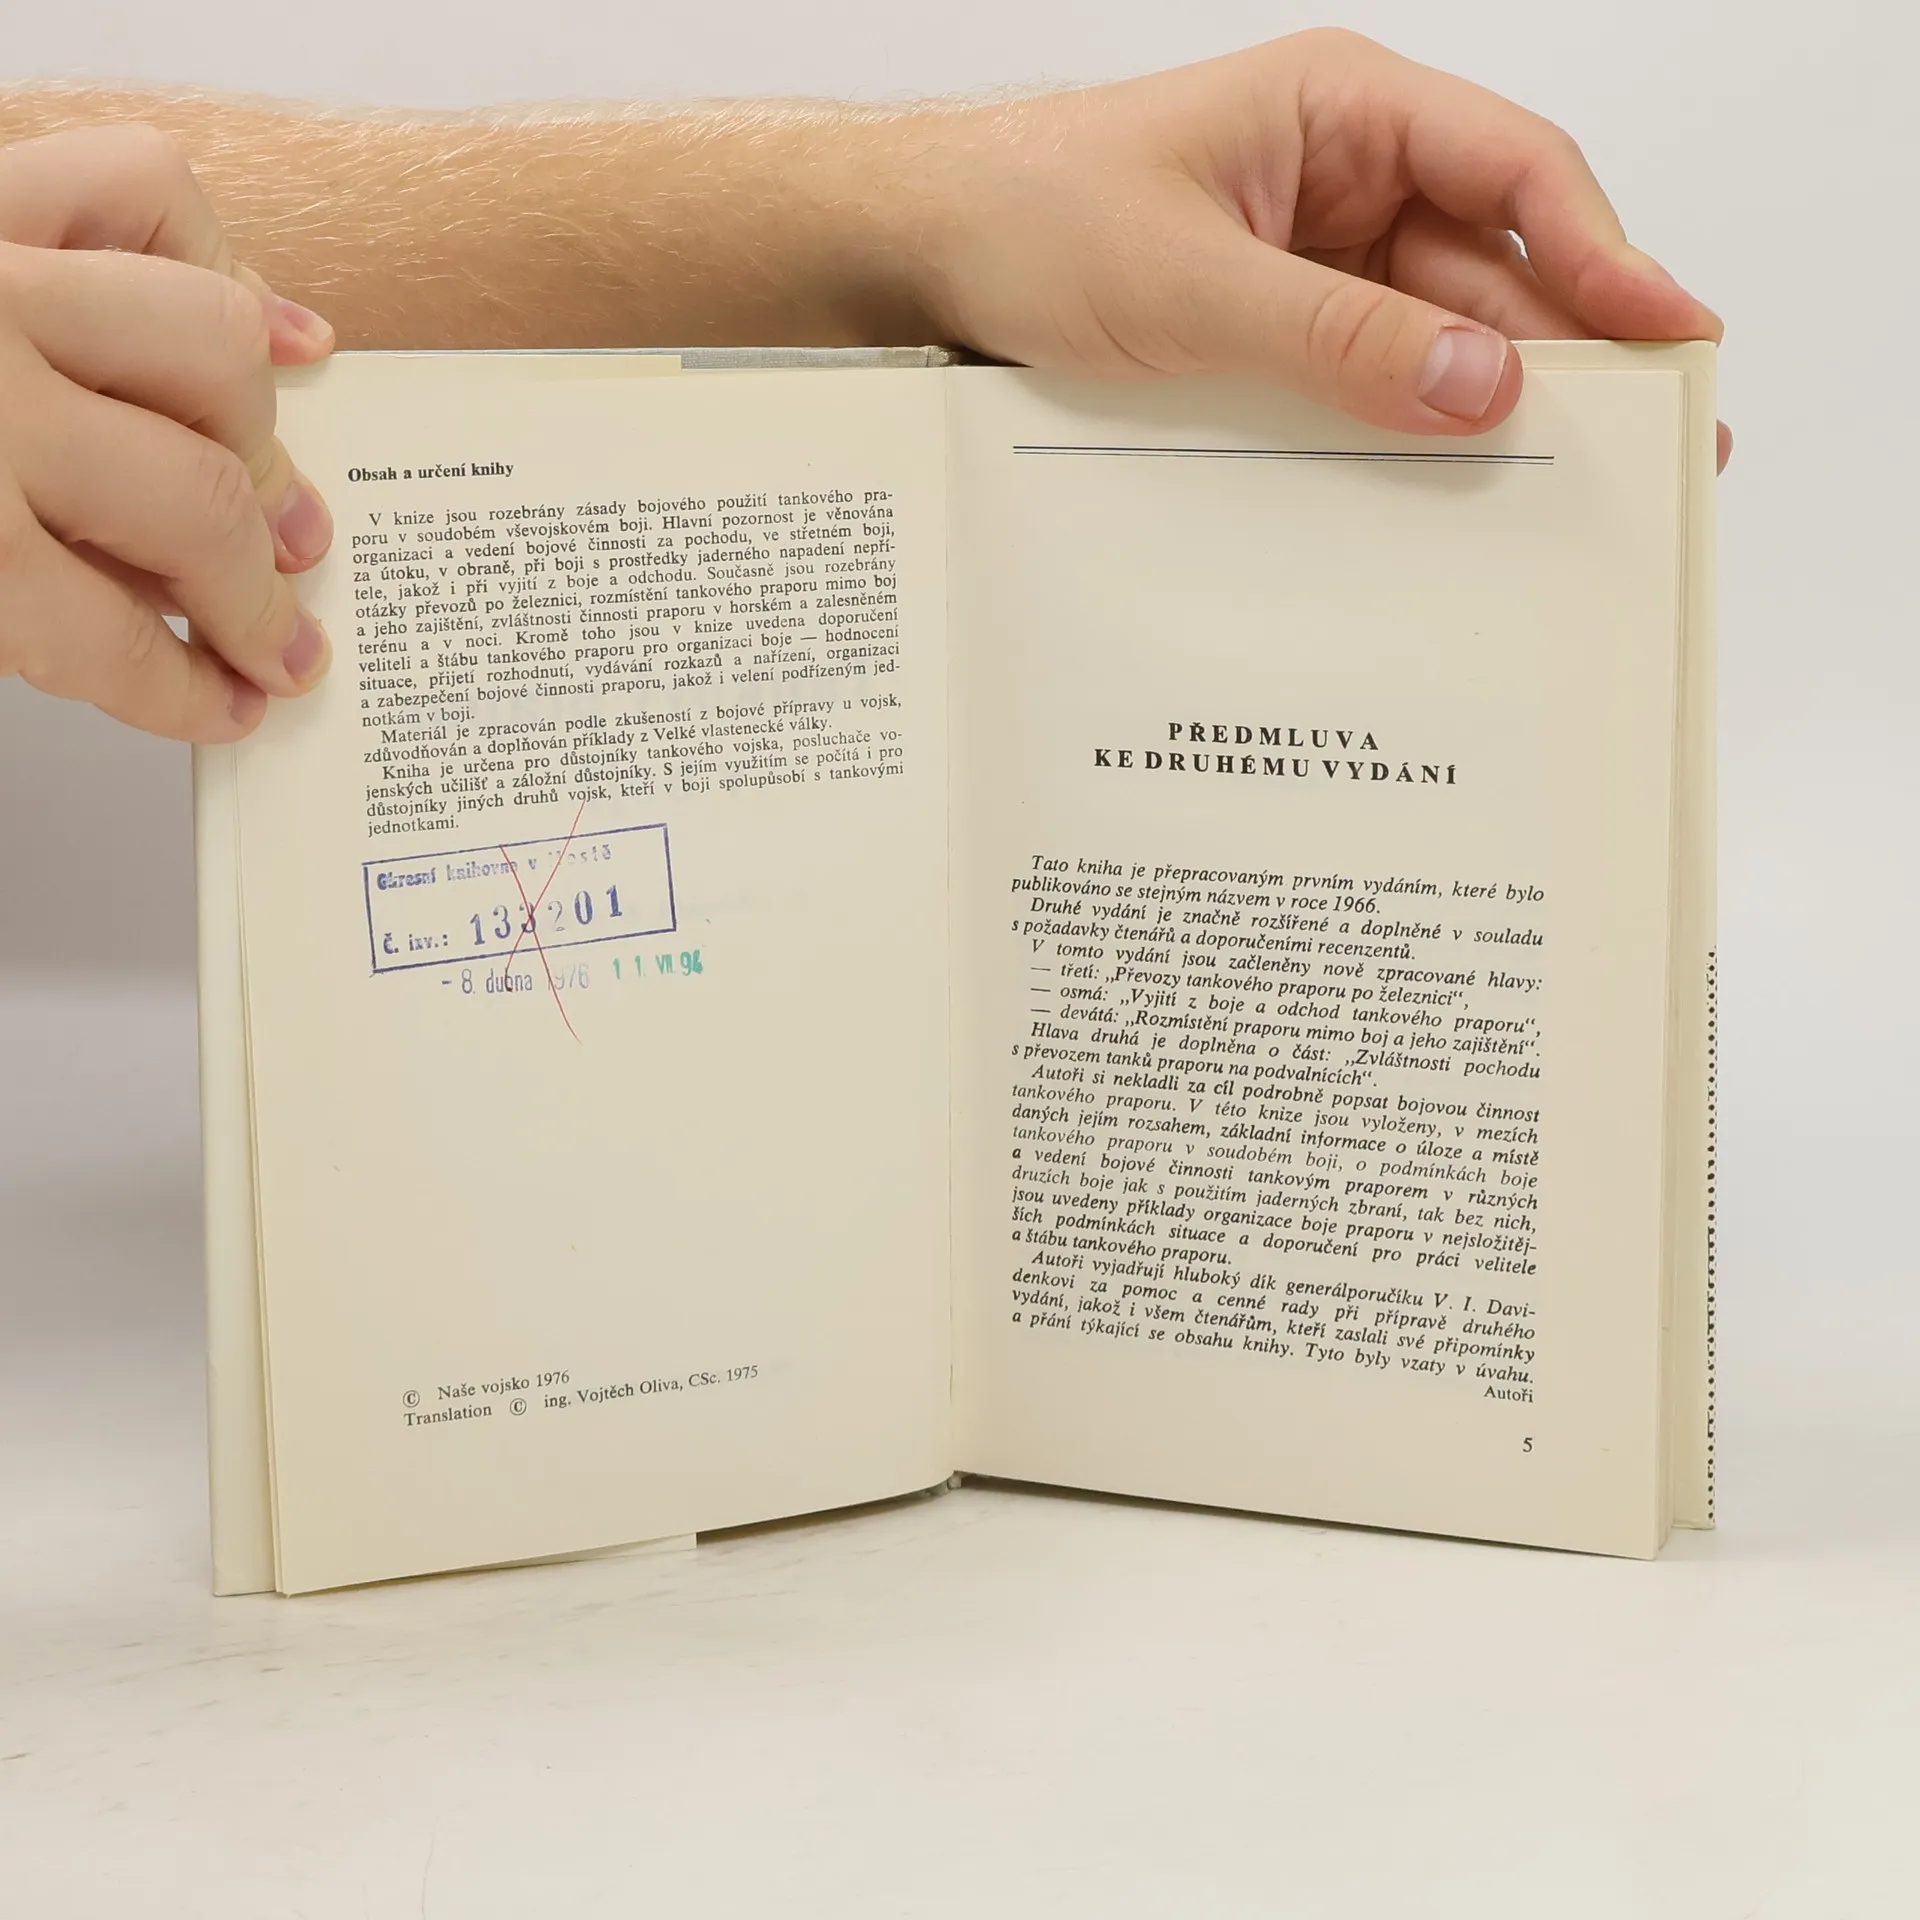 Obsah a určení knihy
V knize jsou rozebrány zásady bojového použití tankového pra-
poru v soudobém vševojskovém boji. Hlavní pozornost je věnována
organizaci a vedení bojové činnosti za pochodu, ve střetném boji,
za útoku, v obraně, při boji s prostředky jaderného napadení nepří-
tele, jakož i při vyjití z boje a odchodu. Současně jsou rozebrány
otázky převozů po železnici, rozmístění tankového praporu mimo boj
a jeho zajištění, zvláštnosti činnosti praporu v horském a zalesněném
terénu a v noci. Kromě toho jsou v knize uvedena doporučení
veliteli a štábu tankového praporu pro organizaci boje — hodnocení
situace, přijetí rozhodnutí, vydávání rozkazů a nařízení, organizaci
a zabezpečení bojové činnosti praporu, jakož i velení podřízeným jed-
notkám v boji.
Materiál je zpracován podle zkušeností z bojové přípravy u vojsk,
zdůvodňován a doplňován příklady z Velké vlastenecké války.
Kniha je určena pro důstojníky tankového vojska, posluchače vo-
jenských učilišť a záložní důstojníky. S jejím využitím se počítá i pro
důstojníky jiných druhů vojsk, kteří v boji spolupůsobí s tankovými
jednotkami.
Okresní knihovna v Mostě
Č. inv.: 133201
- 8. dubna 1976 11. VII. 94
© Naše vojsko 1976
Translation © ing. Vojtěch Oliva, CSc. 1975
PŘEDMLUVA
KE DRUHÉMU VYDÁNÍ
Tato kniha je přepracovaným prvním vydáním, které bylo
publikováno se stejným názvem v roce 1966.
Druhé vydání je značně rozšířené a doplněné v souladu
s požadavky čtenářů a doporučeními recenzentů.
V tomto vydání jsou začleněny nově zpracované hlavy:
— třetí: „Převozy tankového praporu po železnici“,
— osmá: „Vyjití z boje a odchod tankového praporu“,
— devátá: „Rozmístění praporu mimo boj a jeho zajištění“.
Hlava druhá je doplněna o část: „Zvláštnosti pochodu
s převozem tanků praporu na podvalnících“.
Autoři si nekladli za cíl podrobně popsat bojovou činnost
tankového praporu. V této knize jsou vyloženy, v mezích
daných jejím rozsahem, základní informace o úloze a místě
tankového praporu v soudobém boji, o podmínkách boje
a vedení bojové činnosti tankovým praporem v různých
druzích boje jak s použitím jaderných zbraní, tak bez nich,
jsou uvedeny příklady organizace boje praporu v nejsložitěj-
ších podmínkách situace a doporučení pro práci velitele
a štábu tankového praporu.
Autoři vyjadřují hluboký dík generálporučíku V. I. Davi-
denkovi za pomoc a cenné rady při přípravě druhého
vydání, jakož i všem čtenářům, kteří zaslali své připomínky
a přání týkající se obsahu knihy. Tyto byly vzaty v úvahu.
Autoři
5